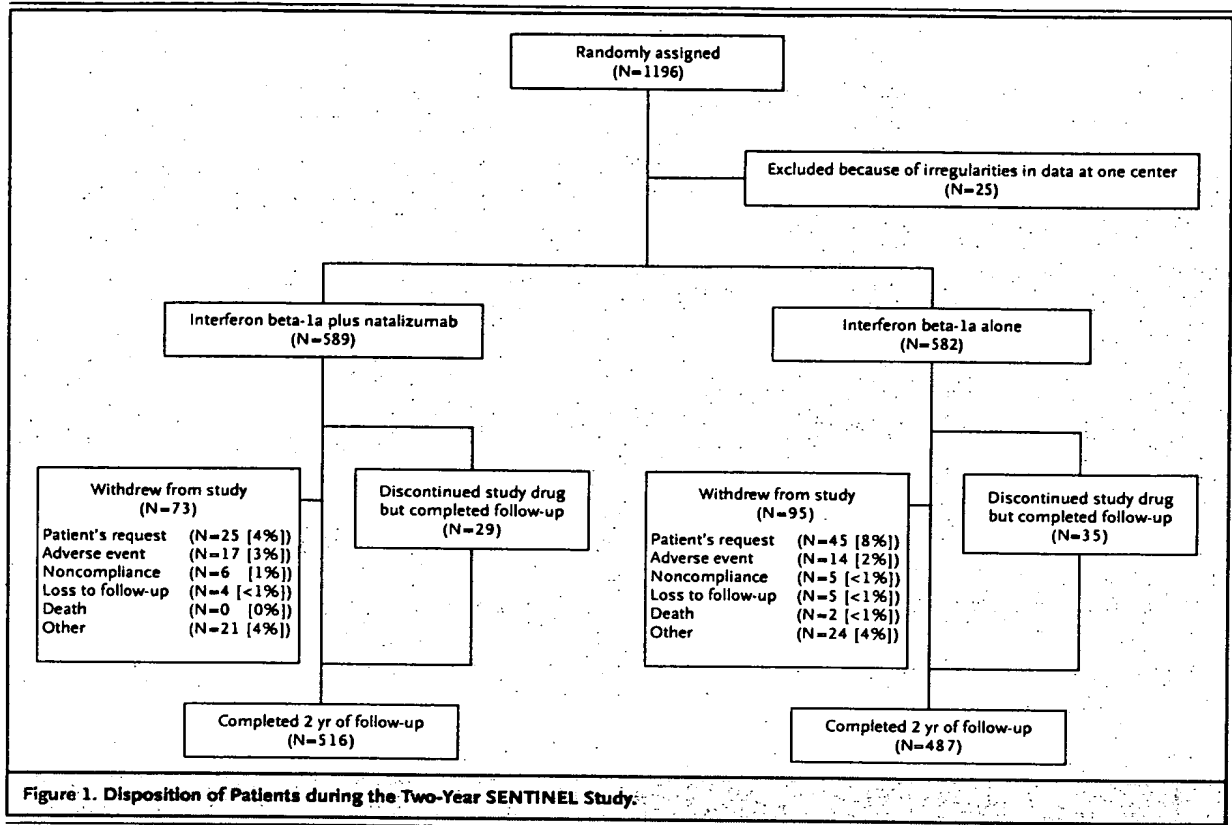 Randomly assigned
(N=1196)
Excluded because of irregularities in data at one center
(N=25)
Interferon beta-1a plus natalizumab
(N=589)
Interferon beta-1a alone
(N=582)
Withdrew from study
(N=73)
Patient's request (N=25 [4%])
Adverse event (N=17 [3%])
Noncompliance (N=6 [1%])
Loss to follow-up (N=4 [<1%])
Death (N=0 [0%])
Other (N=21 [4%])
Discontinued study drug
but completed follow-up
(N=29)
Withdrew from study
(N=95)
Patient's request (N=45 [8%])
Adverse event (N=14 [2%])
Noncompliance (N=5 [<1%])
Loss to follow-up (N=5 [<1%])
Death (N=2 [<1%])
Other (N=24 [4%])
Discontinued study drug
but completed follow-up
(N=35)
Completed 2 yr of follow-up
(N=516)
Completed 2 yr of follow-up
(N=487)
Figure 1. Disposition of Patients during the Two-Year SENTINEL Study.